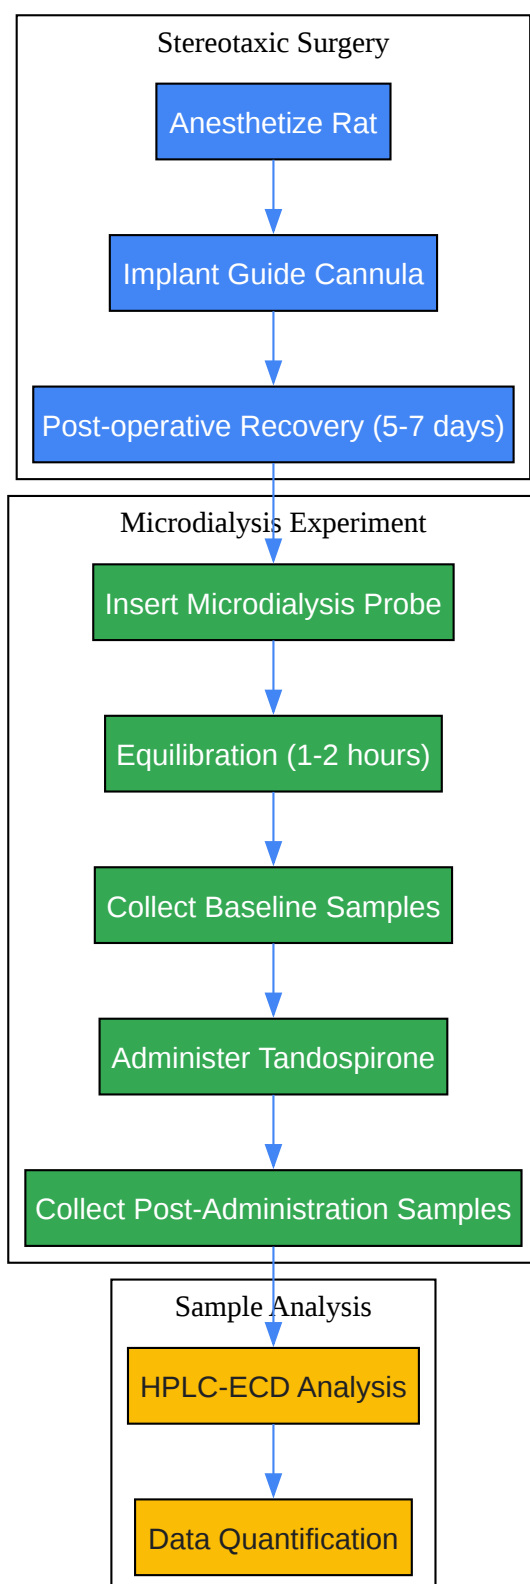 Stereotaxic Surgery
Anesthetize Rat
Implant Guide Cannula
Post-operative Recovery (5-7 days)
Microdialysis Experiment
Insert Microdialysis Probe
Equilibration (1-2 hours)
Collect Baseline Samples
Administer Tandospirone
Collect Post-Administration Samples
Sample Analysis
HPLC-ECD Analysis
Data Quantification